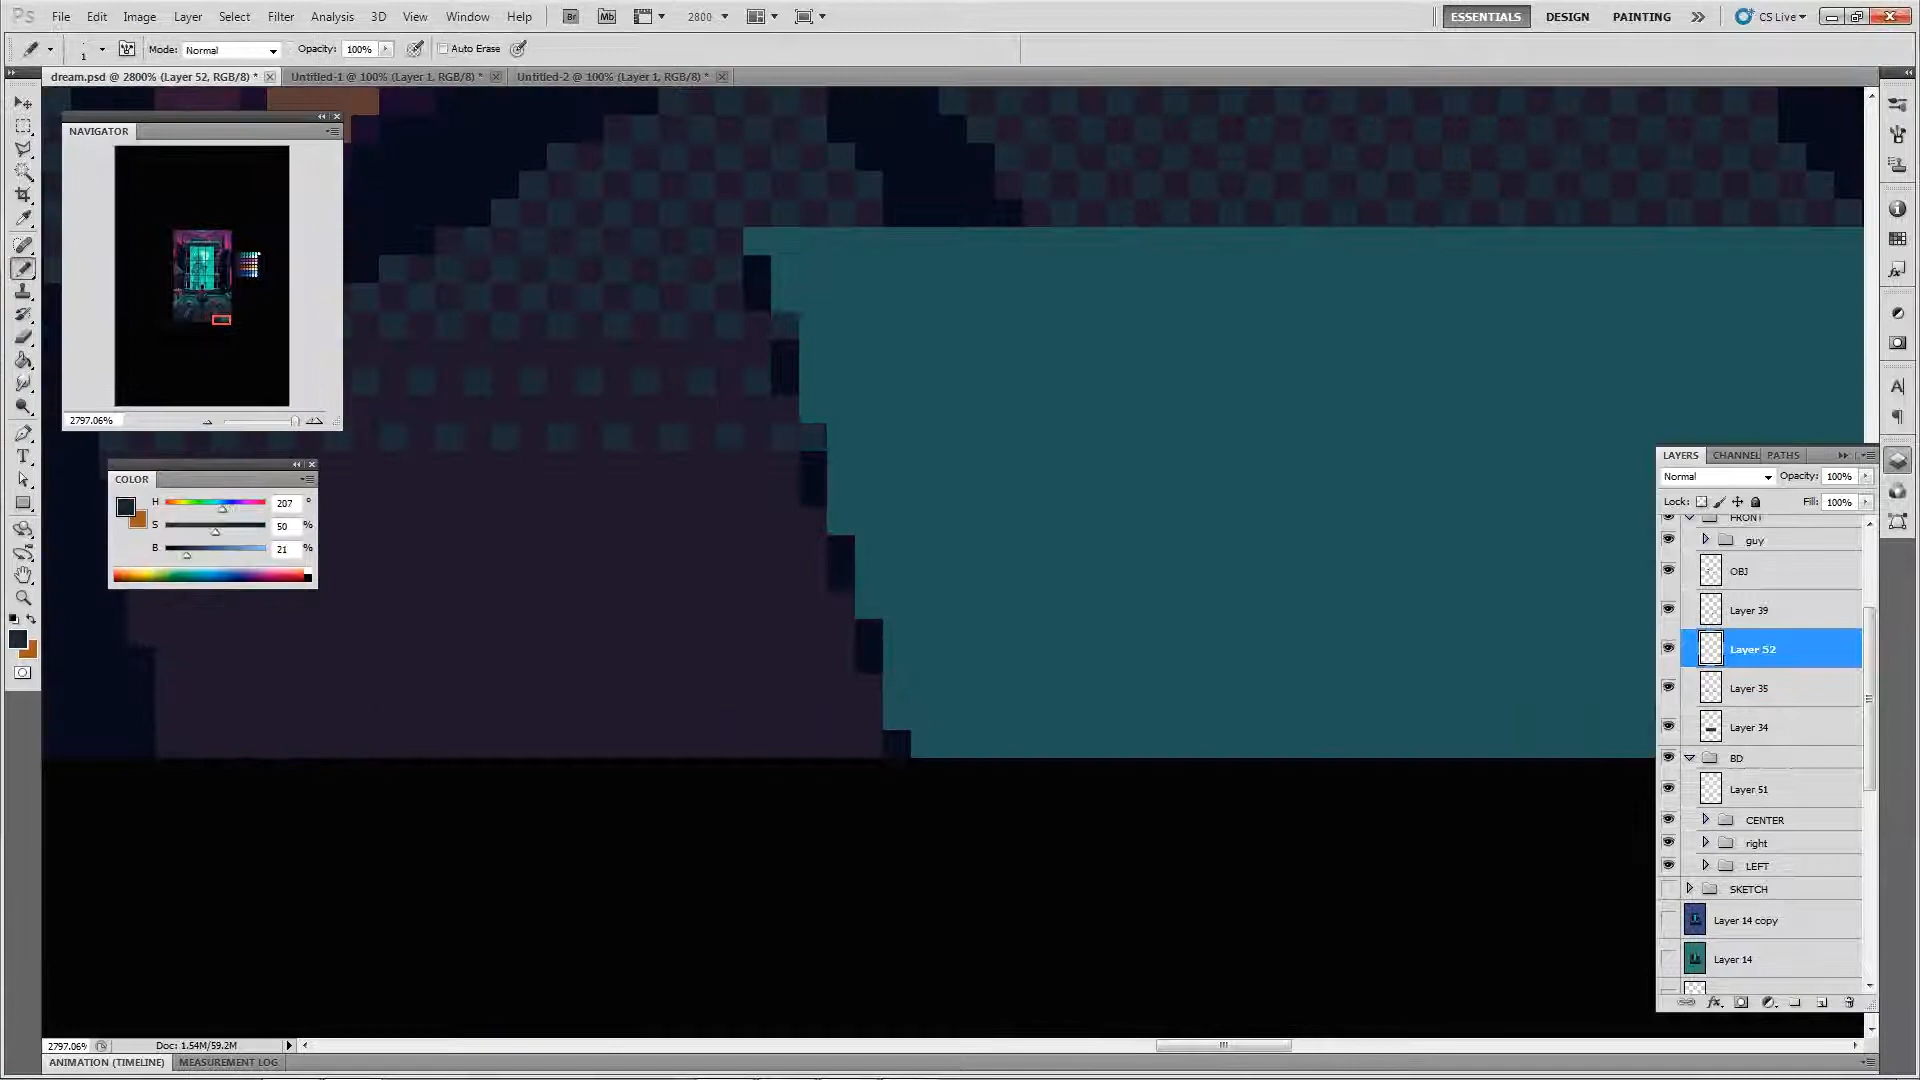 Ps File Edit Image Layer Select Filter Analysis 3D View Window Help Br Mb 2800 ESSENTIALS DESIGN PAINTING CS Live
1 Mode: Normal Opacity: 100% Auto Erase
dream.psd @ 2800% (Layer 52, RGB/8) * Untitled-1 @ 100% (Layer 1, RGB/8) * Untitled-2 @ 100% (Layer 1, RGB/8) *
NAVIGATOR
2797.06%
COLOR
H 207 °
S 50 %
B 21 %
LAYERS CHANNEL PATHS
Normal Opacity: 100%
Lock: Fill: 100%
FRONT
guy
OBJ
Layer 39
Layer 52
Layer 35
Layer 34
BD
Layer 51
CENTER
right
LEFT
SKETCH
Layer 14 copy
Layer 14
2797.06% Doc: 1.54M/59.2M
ANIMATION (TIMELINE) MEASUREMENT LOG